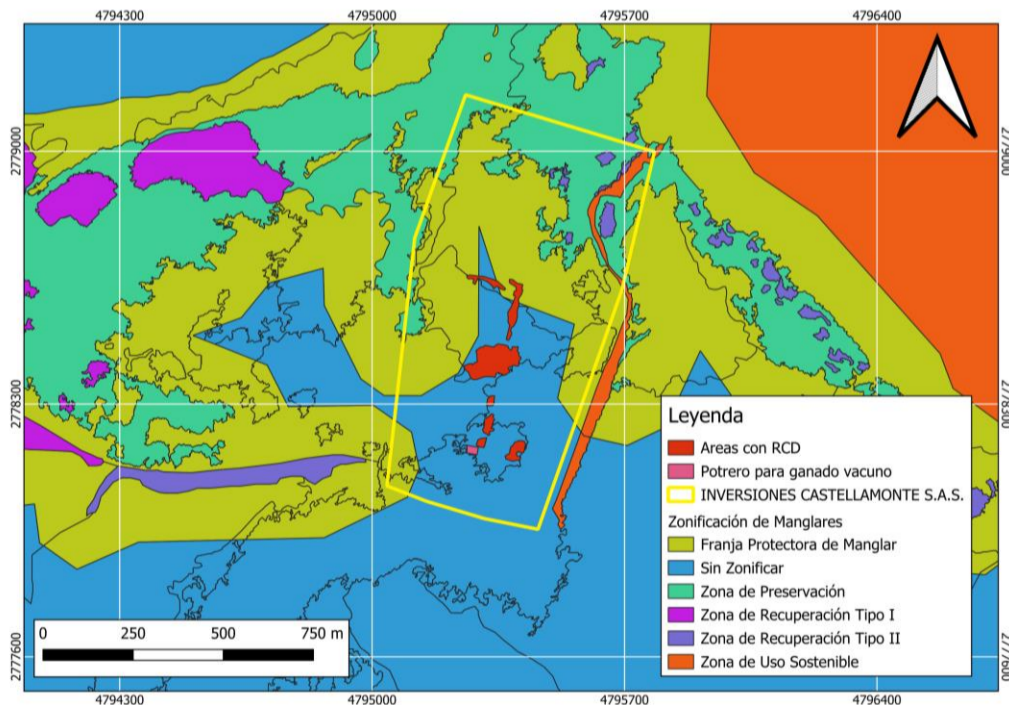 4794300 4795000 4795700 4796400
2779000 2779000
2778300 2778300
Leyenda
Areas con RCD
Potrero para ganado vacuno
INVERSIONES CASTELLAMONTE S.A.S.
Zonificación de Manglares
Franja Protectora de Manglar
Sin Zonificar
Zona de Preservación
Zona de Recuperación Tipo I
Zona de Recuperación Tipo II
Zona de Uso Sostenible
0 250 500 750 m
2777600 2777600
4794300 4795000 4795700 4796400